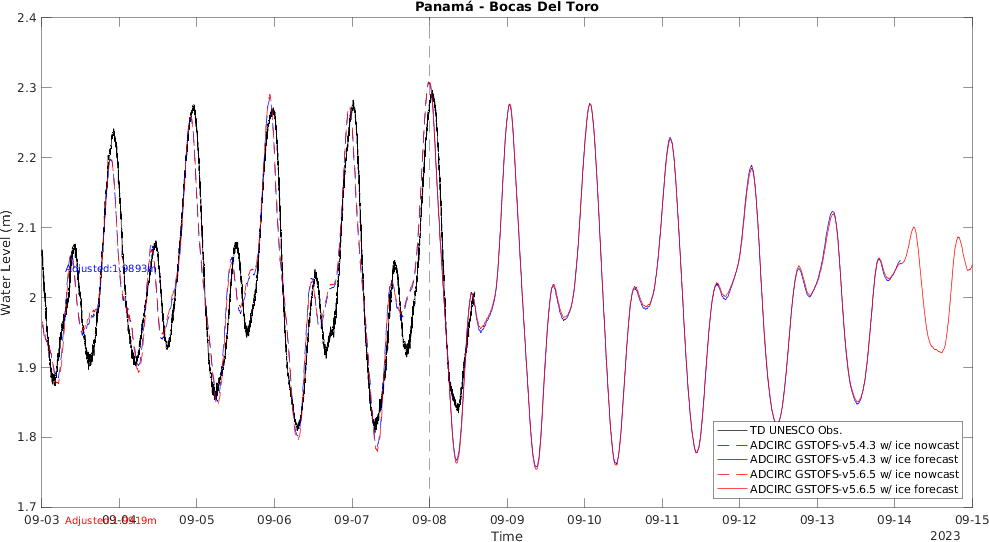 Panamá - Bocas Del Toro
2.4
2.3
2.2
2.1
2
1.9
1.8
1.7
Water Level (m)
TD UNESCO Obs.
ADCIRC GSTOFS-v5.4.3 w/ ice nowcast
ADCIRC GSTOFS-v5.4.3 w/ ice forecast
ADCIRC GSTOFS-v5.6.5 w/ ice nowcast
ADCIRC GSTOFS-v5.6.5 w/ ice forecast
09-03
09-04
09-05
09-06
09-07
09-08
09-09
09-10
09-11
09-12
09-13
09-14
09-15
Time
2023